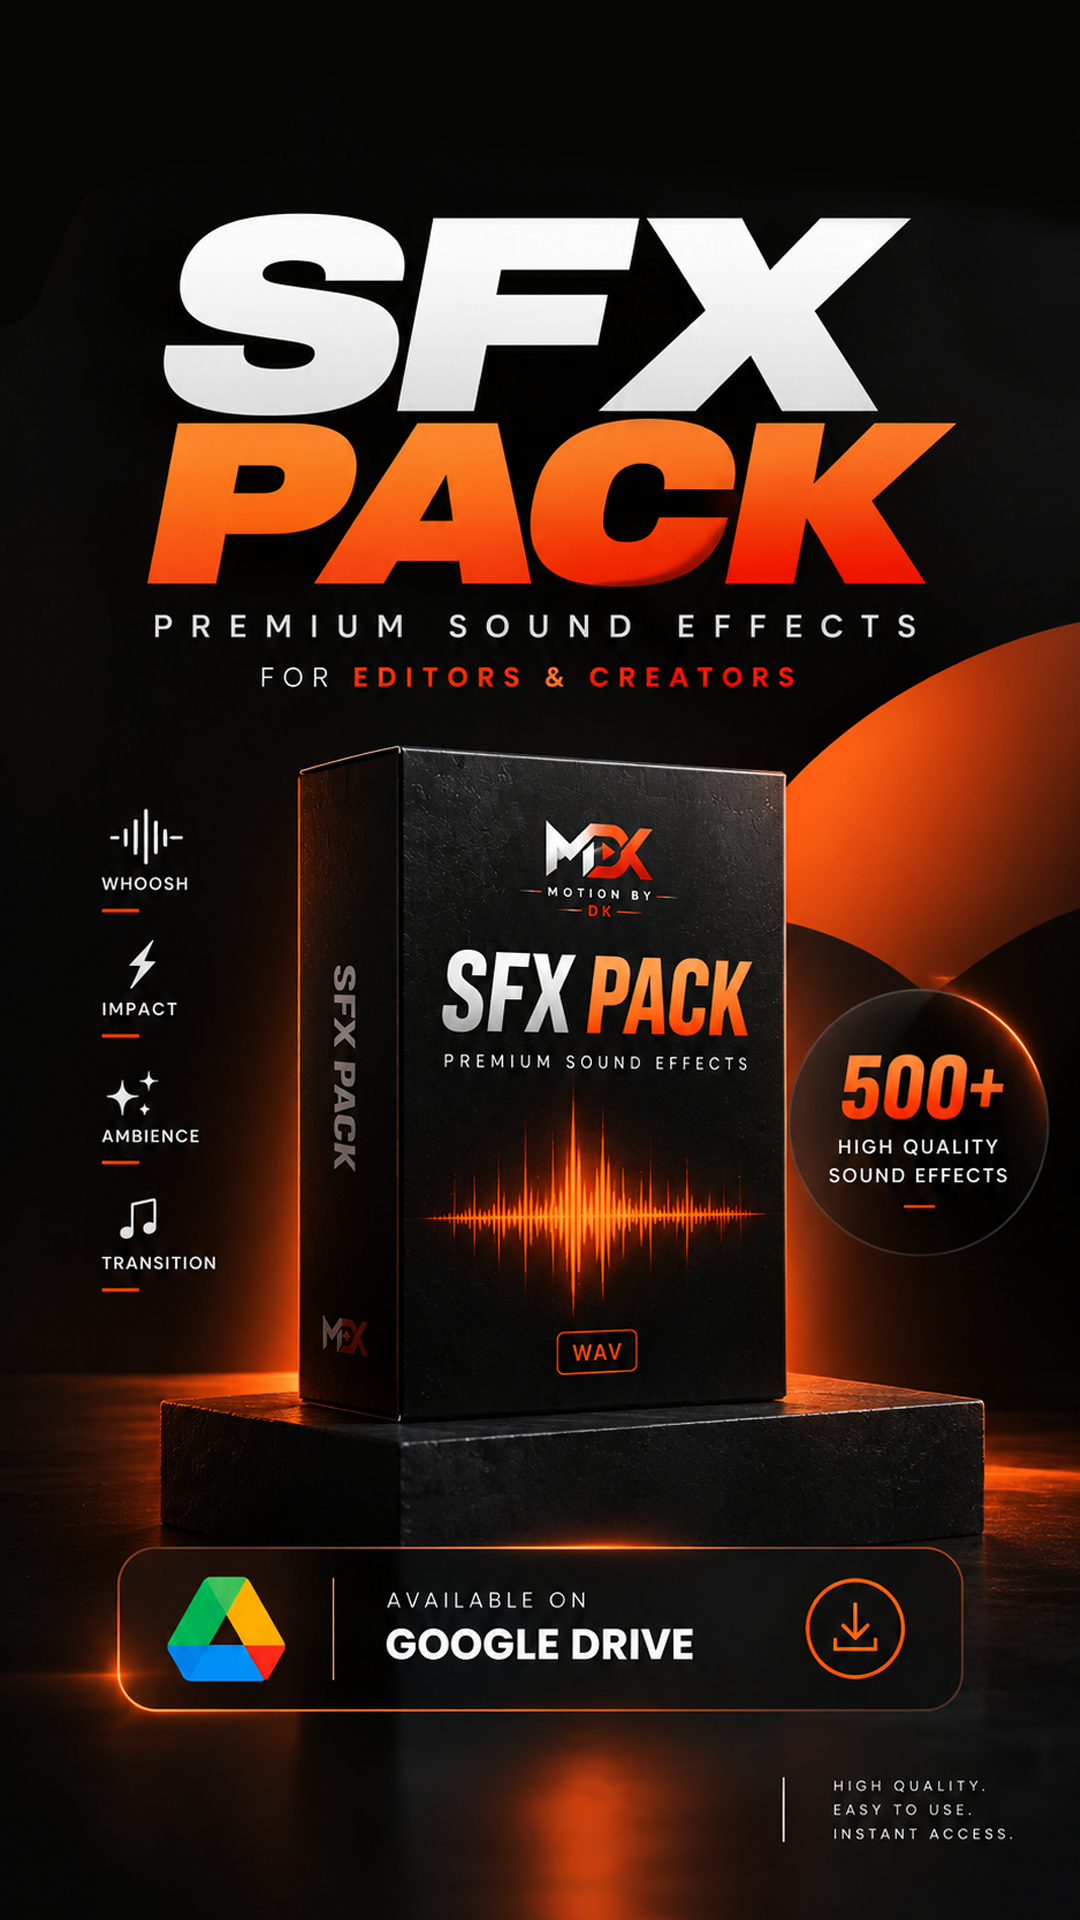 SFX
PACK
PREMIUM SOUND EFFECTS
FOR EDITORS & CREATORS
WHOOSH
IMPACT
AMBIENCE
TRANSITION
SFX PACK
MDX
MDX
MOTION BY
DK
SFX PACK
PREMIUM SOUND EFFECTS
WAV
500+
HIGH QUALITY
SOUND EFFECTS
AVAILABLE ON
GOOGLE DRIVE
HIGH QUALITY.
EASY TO USE.
INSTANT ACCESS.